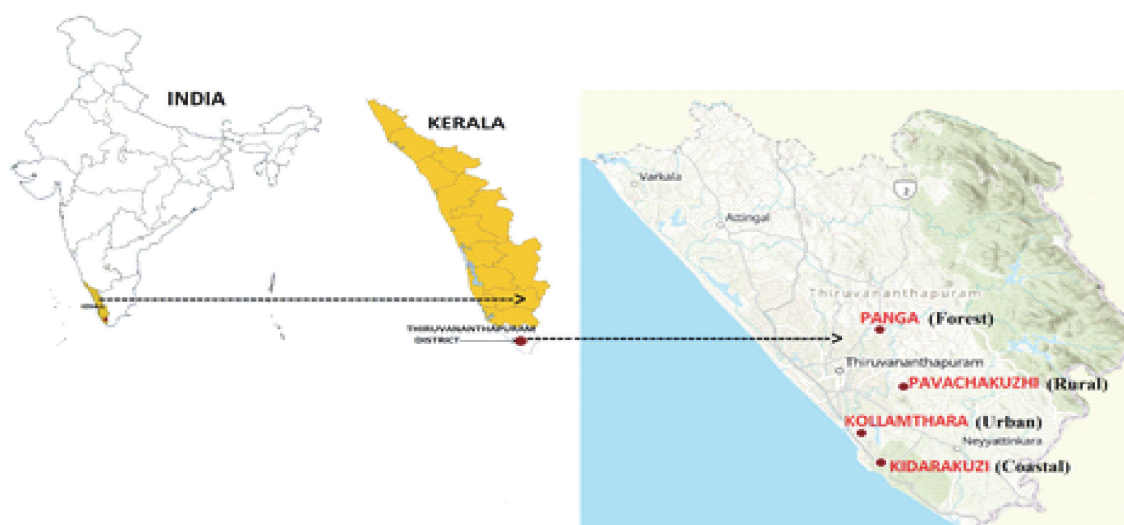 INDIA
KERALA
THIRUVANANTHAPURAM
DISTRICT
Varkala
Attingal
Thiruvananthapuram
PANGA (Forest)
Thiruvananthapuram
PAVACHAKUZHI (Rural)
KOLLAMTHARA (Urban)
Neyyattinkara
KIDARAKUZI (Coastal)